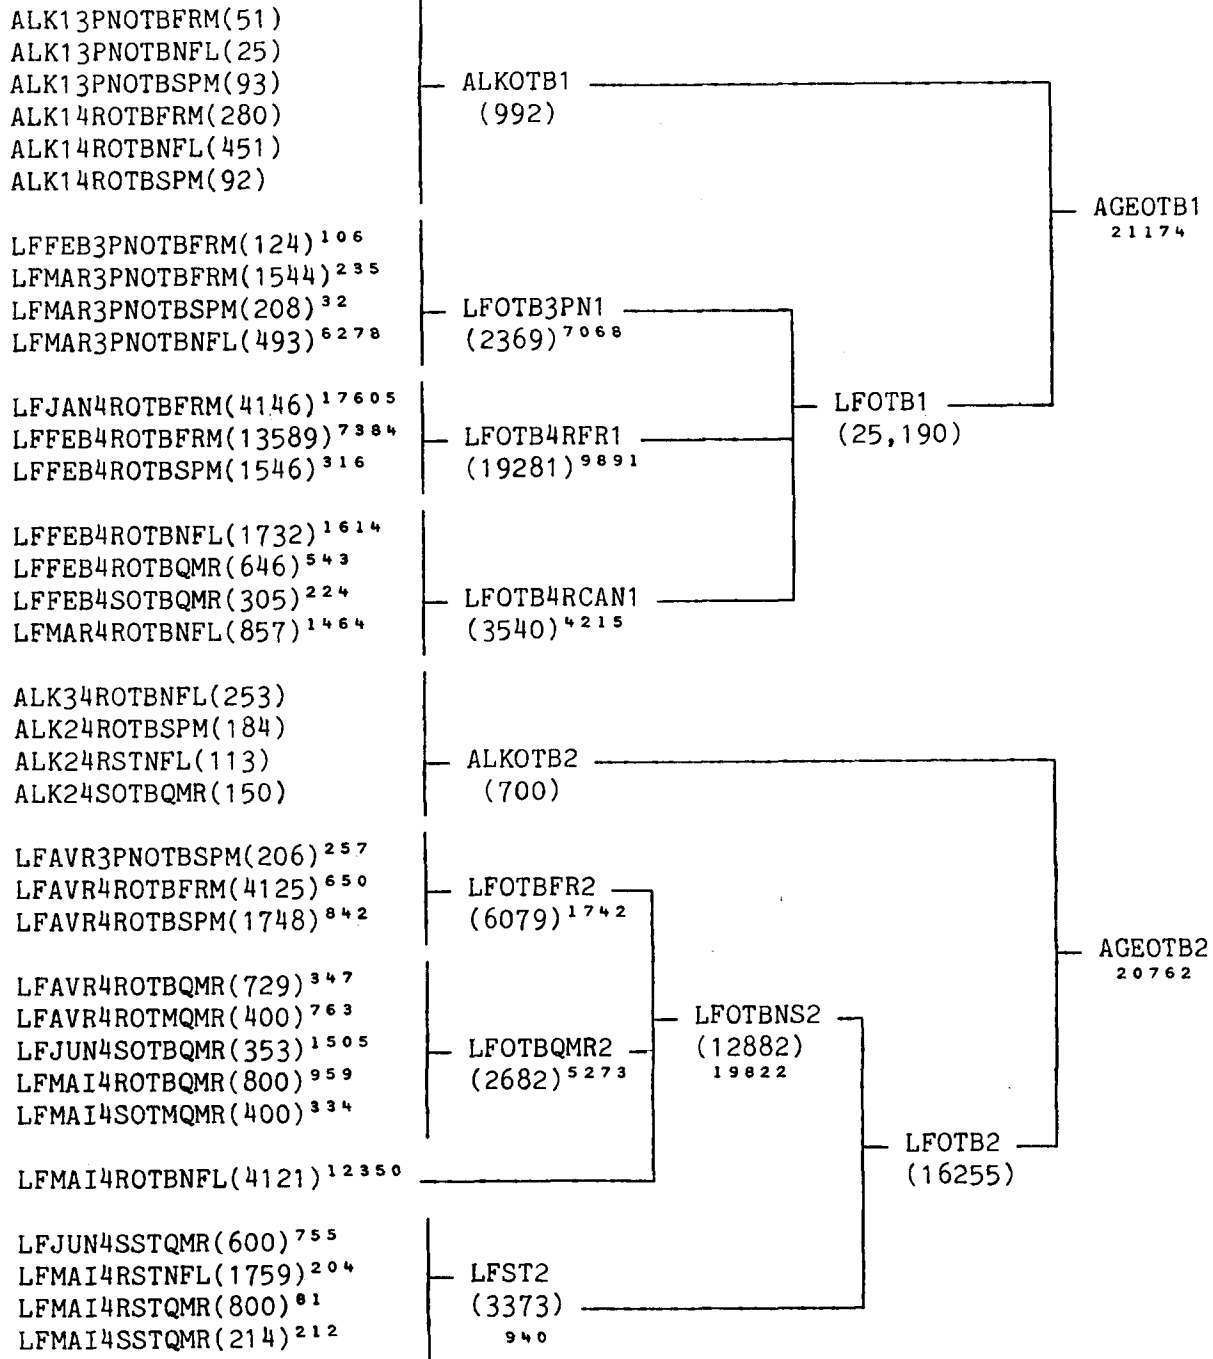 ALK13PNOTBFRM(51)
ALK13PNOTBNFL(25)
ALK13PNOTBSPM(93)
ALK14ROTBFRM(280)
ALK14ROTBNFL(451)
ALK14ROTBSPM(92)
ALKOTB1
(992)
AGEOTB1
21174
LFFEB3PNOTBFRM(124)106
LFMAR3PNOTBFRM(1544)235
LFMAR3PNOTBSPM(208)32
LFMAR3PNOTBNFL(493)6278
LFOTB3PN1
(2369)7068
LFJAN4ROTBFRM(4146)17605
LFFEB4ROTBFRM(13589)7384
LFFEB4ROTBSPM(1546)316
LFOTB4RFR1
(19281)9891
LFOTB1
(25,190)
LFFEB4ROTBNFL(1732)1614
LFFEB4ROTBQMR(646)543
LFFEB4SOTBQMR(305)224
LFMAR4ROTBNFL(857)1464
LFOTB4RCAN1
(3540)4215
ALK34ROTBNFL(253)
ALK24ROTBSPM(184)
ALK24RSTNFL(113)
ALK24SOTBQMR(150)
ALKOTB2
(700)
LFAVR3PNOTBSPM(206)257
LFAVR4ROTBFRM(4125)650
LFAVR4ROTBSPM(1748)842
LFOTBFR2
(6079)1742
AGEOTB2
20762
LFAVR4ROTBQMR(729)347
LFAVR4ROTMQMR(400)763
LFJUN4SOTBQMR(353)1505
LFMAI4ROTBQMR(800)959
LFMAI4SOTMQMR(400)334
LFOTBQMR2
(2682)5273
LFOTBNS2
(12882)
19822
LFMAI4ROTBNFL(4121)12350
LFOTB2
(16255)
LFJUN4SSTQMR(600)755
LFMAI4RSTNFL(1759)204
LFMAI4RSTQMR(800)81
LFMAI4SSTQMR(214)212
LFST2
(3373)
940